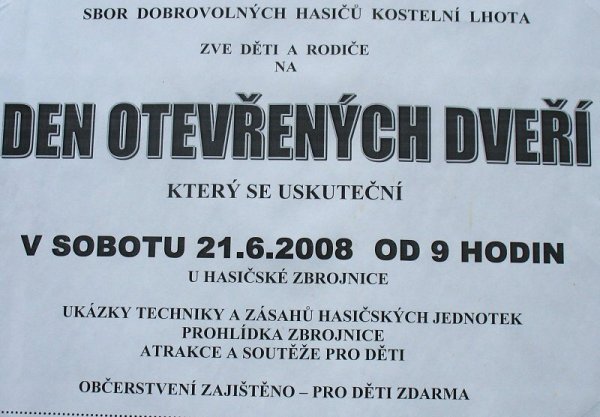 SBOR DOBROVOLNÝCH HASIČŮ KOSTELNÍ LHOTA
ZVE DĚTI A RODIČE
NA
DEN OTEVŘENÝCH DVEŘÍ
KTERÝ SE USKUTEČNÍ
V SOBOTU 21.6.2008 OD 9 HODIN
U HASIČSKÉ ZBROJNICE
UKÁZKY TECHNIKY A ZÁSAHŮ HASIČSKÝCH JEDNOTEK
PROHLÍDKA ZBROJNICE
ATRAKCE A SOUTĚŽE PRO DĚTI
OBČERSTVENÍ ZAJIŠTĚNO – PRO DĚTI ZDARMA